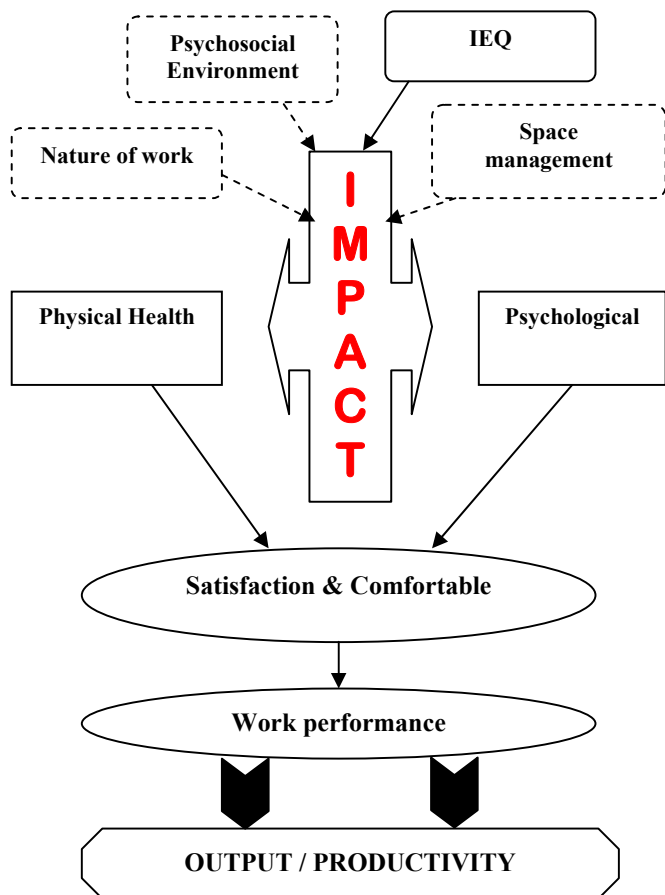 Psychosocial
Environment
IEQ
Nature of work
Space
management
I
M
P
A
C
T
Physical Health
Psychological
Satisfaction & Comfortable
Work performance
OUTPUT / PRODUCTIVITY